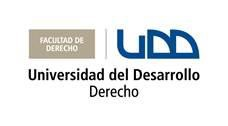 FACULTAD DE
DERECHO
UDD
Universidad del Desarrollo
Derecho